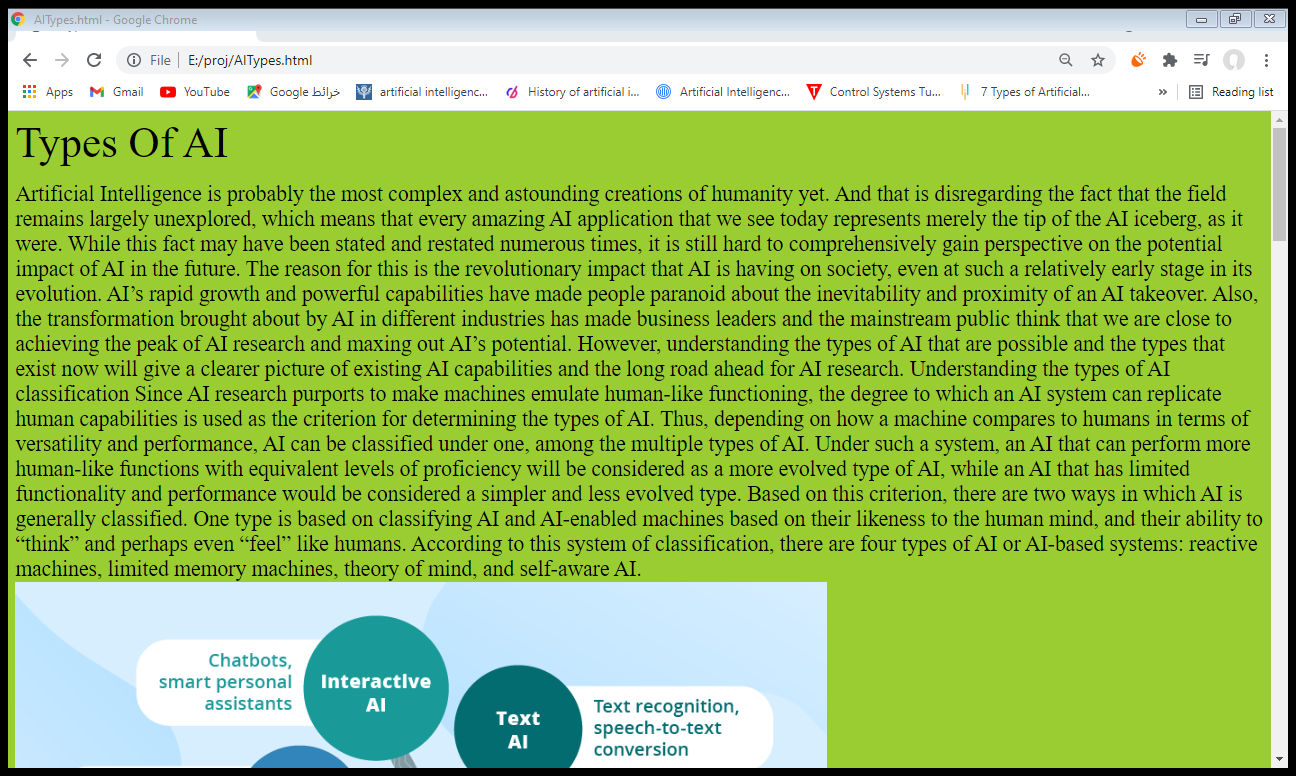 AITypes.html - Google Chrome
File
E:/proj/AITypes.html
Apps
Gmail
YouTube
خرائط Google
artificial intelligenc...
History of artificial i...
Artificial Intelligenc...
Control Systems Tu...
7 Types of Artificial...
»
Reading list
Types Of AI
Artificial Intelligence is probably the most complex and astounding creations of humanity yet. And that is disregarding the fact that the field
remains largely unexplored, which means that every amazing AI application that we see today represents merely the tip of the AI iceberg, as it
were. While this fact may have been stated and restated numerous times, it is still hard to comprehensively gain perspective on the potential
impact of AI in the future. The reason for this is the revolutionary impact that AI is having on society, even at such a relatively early stage in its
evolution. AI’s rapid growth and powerful capabilities have made people paranoid about the inevitability and proximity of an AI takeover. Also,
the transformation brought about by AI in different industries has made business leaders and the mainstream public think that we are close to
achieving the peak of AI research and maxing out AI’s potential. However, understanding the types of AI that are possible and the types that
exist now will give a clearer picture of existing AI capabilities and the long road ahead for AI research. Understanding the types of AI
classification Since AI research purports to make machines emulate human-like functioning, the degree to which an AI system can replicate
human capabilities is used as the criterion for determining the types of AI. Thus, depending on how a machine compares to humans in terms of
versatility and performance, AI can be classified under one, among the multiple types of AI. Under such a system, an AI that can perform more
human-like functions with equivalent levels of proficiency will be considered as a more evolved type of AI, while an AI that has limited
functionality and performance would be considered a simpler and less evolved type. Based on this criterion, there are two ways in which AI is
generally classified. One type is based on classifying AI and AI-enabled machines based on their likeness to the human mind, and their ability to
“think” and perhaps even “feel” like humans. According to this system of classification, there are four types of AI or AI-based systems: reactive
machines, limited memory machines, theory of mind, and self-aware AI.
Chatbots,
smart personal
assistants
Interactive
AI
Text
AI
Text recognition,
speech-to-text
conversion